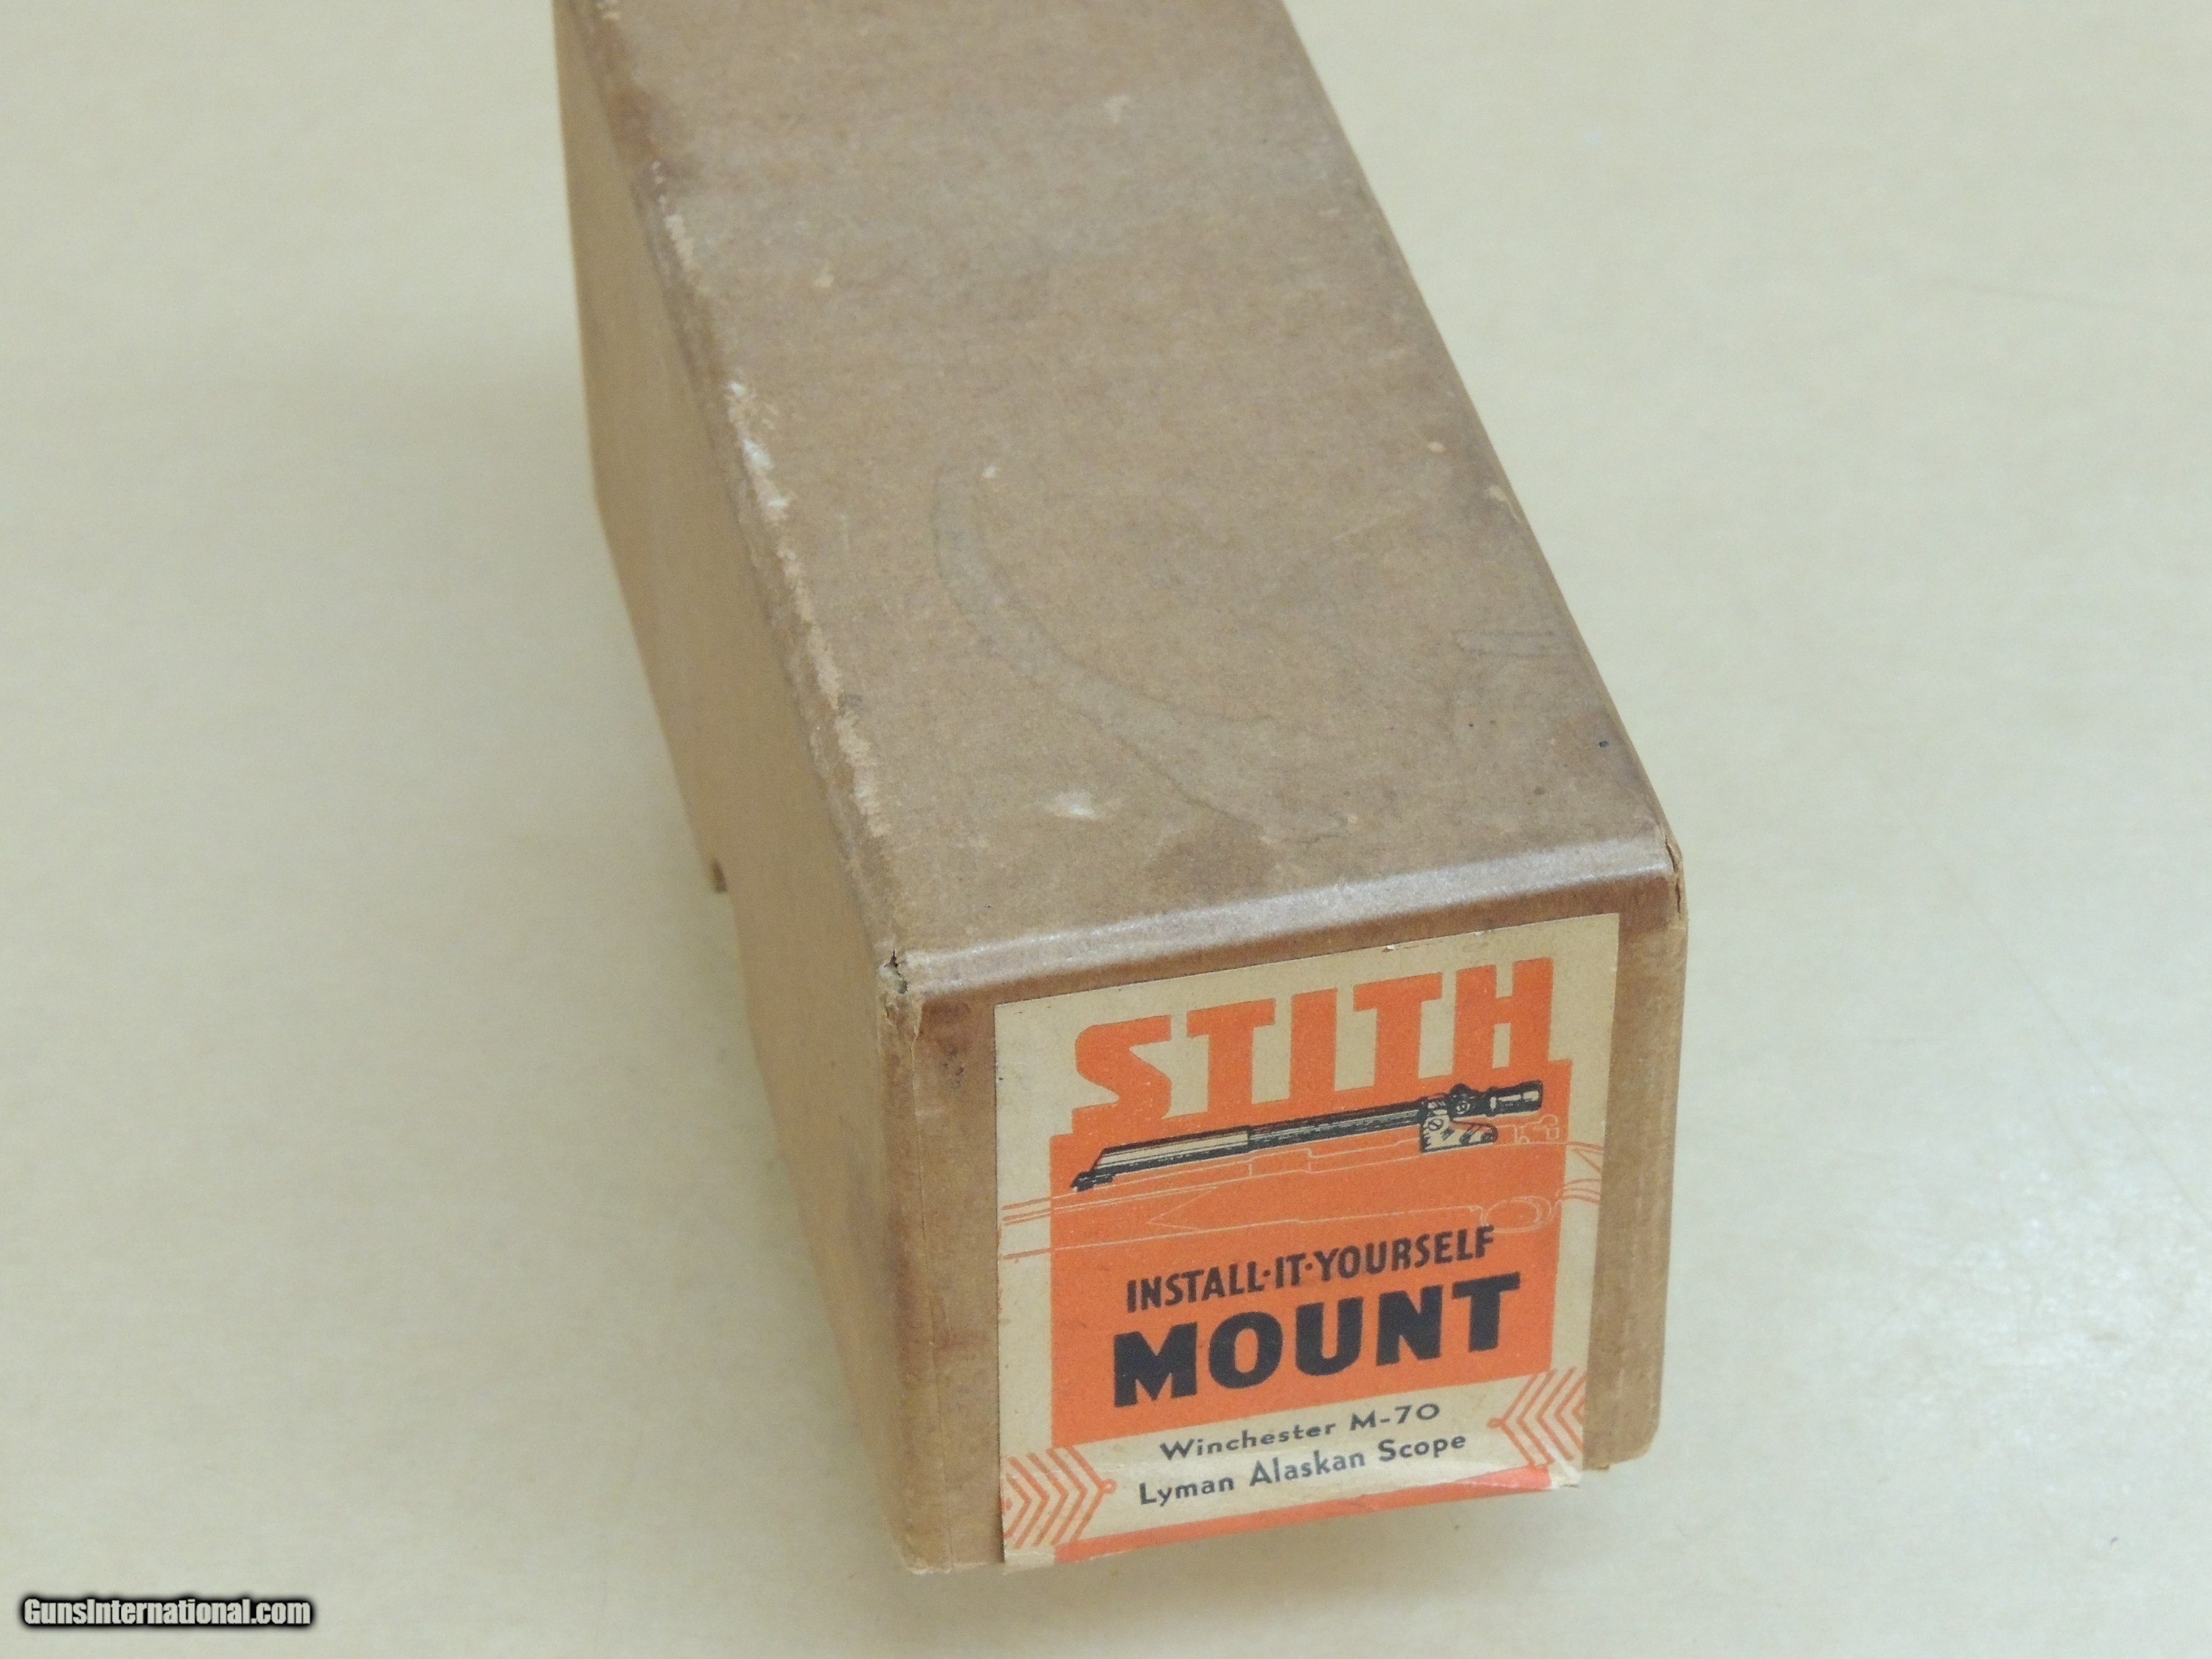 STITH
INSTALL·IT·YOURSELF
MOUNT
Winchester M-70
Lyman Alaskan Scope
GunsInternational.com